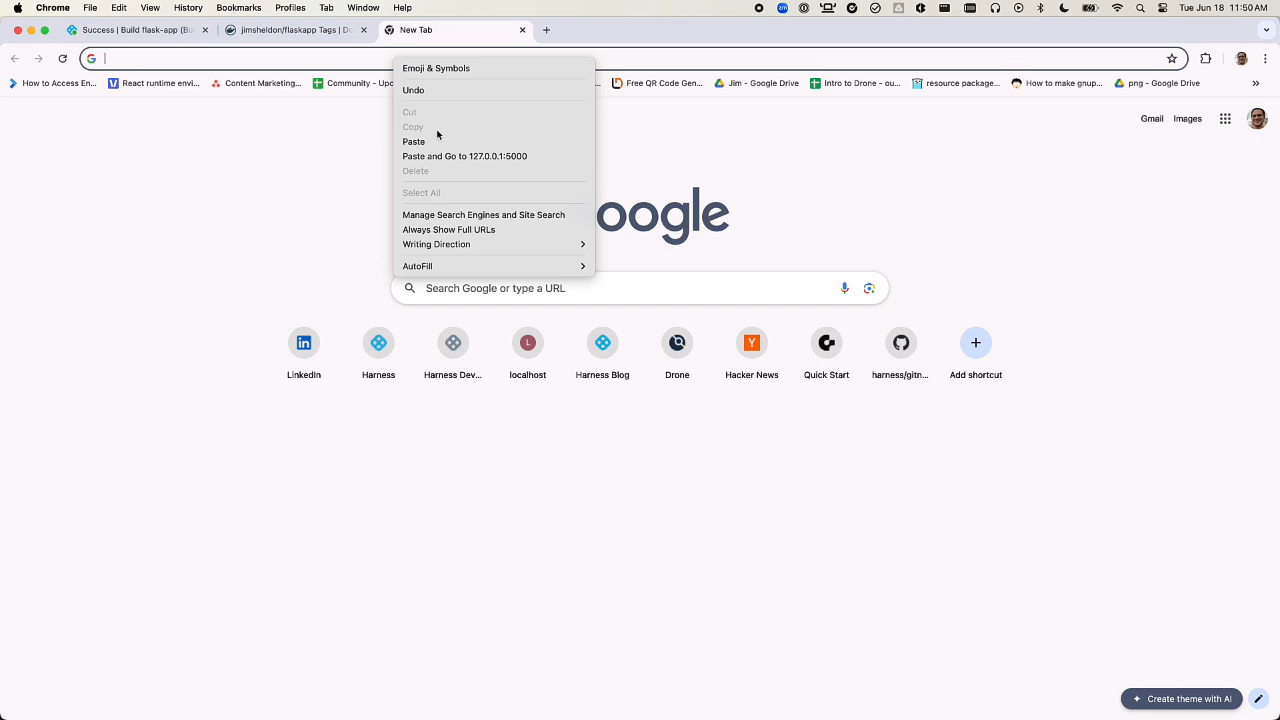 Chrome File Edit View History Bookmarks Profiles Tab Window Help Tue Jun 18 11:50 AM
Success | Build flask-app (Bu jimsheldon/flaskapp Tags | Do New Tab
How to Access En... React runtime envi... Content Marketing... Community - Upd Free QR Code Gen... Jim - Google Drive Intro to Drone - ou... resource package... How to make gnup... png - Google Drive
Emoji & Symbols
Undo
Cut
Copy
Paste
Paste and Go to 127.0.0.1:5000
Delete
Select All
Manage Search Engines and Site Search
Always Show Full URLs
Writing Direction
AutoFill
Gmail Images
oogle
Search Google or type a URL
L
LinkedIn Harness Harness Dev... localhost Harness Blog Drone Hacker News Quick Start harness/gitn... Add shortcut
Create theme with AI